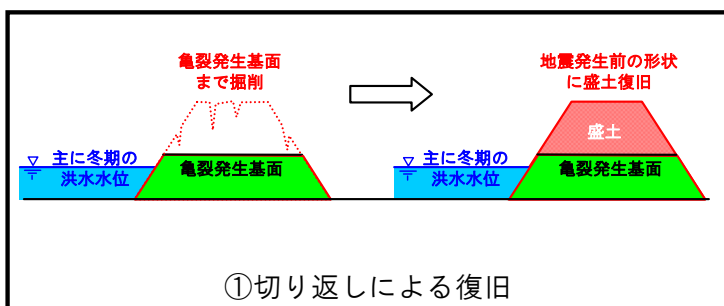 亀裂発生基面
まで掘削
主に冬期の
洪水水位
亀裂発生基面
地震発生前の形状
に盛土復旧
盛土
主に冬期の
洪水水位
亀裂発生基面
①切り返しによる復旧